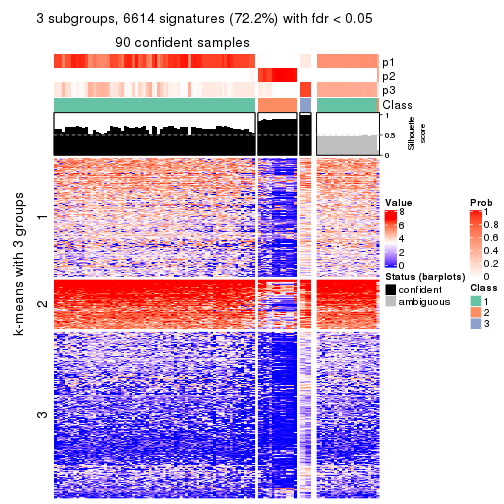 3 subgroups, 6614 signatures (72.2%) with fdr < 0.05
90 confident samples
p1
p2
p3
Class
1
0.5
0
Silhouette
score
k-means with 3 groups
1
2
3
Value
8
6
4
2
0
Status (barplots)
confident
ambiguous
Prob
1
0.8
0.6
0.4
0.2
0
Class
1
2
3